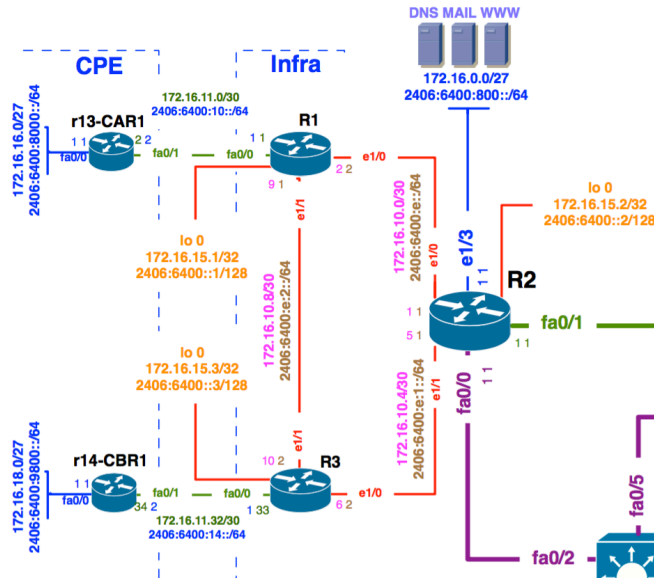 DNS MAIL WWW
172.16.0.0/27
2406:6400:800::/64
CPE
Infra
172.16.11.0/30
2406:6400:10::/64
r13-CAR1
R1
172.16.16.0/27
2406:6400:8000::/64
1 1
fa0/0
2 2
fa0/1
fa0/0
1 1
9 1
e1/1
e1/0
2 2
172.16.10.0/30
2406:6400:e::/64
e1/0
e1/3
1 1
lo 0
172.16.15.2/32
2406:6400::2/128
R2
lo 0
172.16.15.1/32
2406:6400::1/128
172.16.10.8/30
2406:6400:e:2::/64
1 1
5 1
e1/1
fa0/1
1 1
fa0/0
1 1
lo 0
172.16.15.3/32
2406:6400::3/128
172.16.10.4/30
2406:6400:e:1::/64
e1/1
10 2
R3
r14-CBR1
172.16.18.0/27
2406:6400:9800::/64
1 1
fa0/0
fa0/1
34 2
fa0/0
1 33
e1/0
6 2
172.16.11.32/30
2406:6400:14::/64
fa0/5
fa0/2